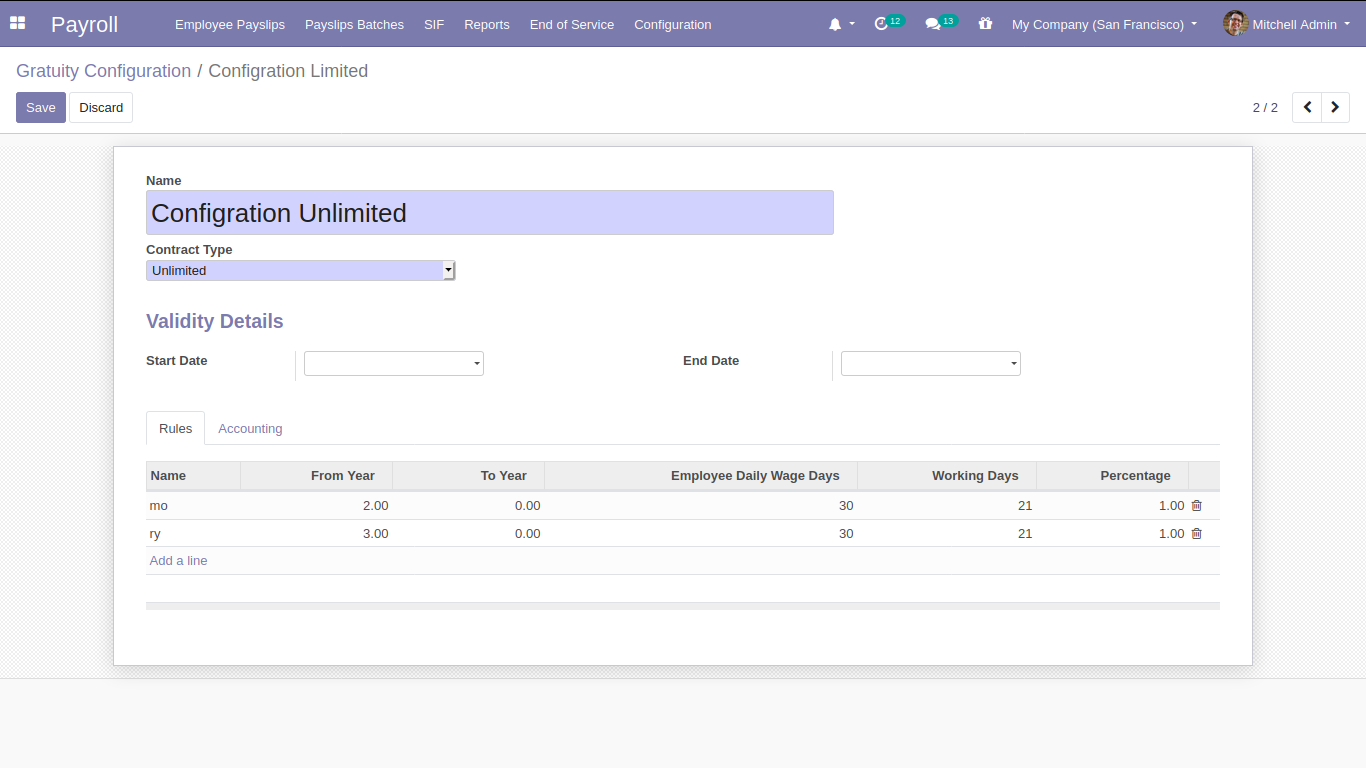 Payroll Employee Payslips Payslips Batches SIF Reports End of Service Configuration 12 13 My Company (San Francisco) Mitchell Admin
Gratuity Configuration / Configration Limited
Save Discard 2 / 2
Name
Configration Unlimited
Contract Type
Unlimited
Validity Details
Start Date End Date
Rules Accounting
Name From Year To Year Employee Daily Wage Days Working Days Percentage
mo 2.00 0.00 30 21 1.00
ry 3.00 0.00 30 21 1.00
Add a line